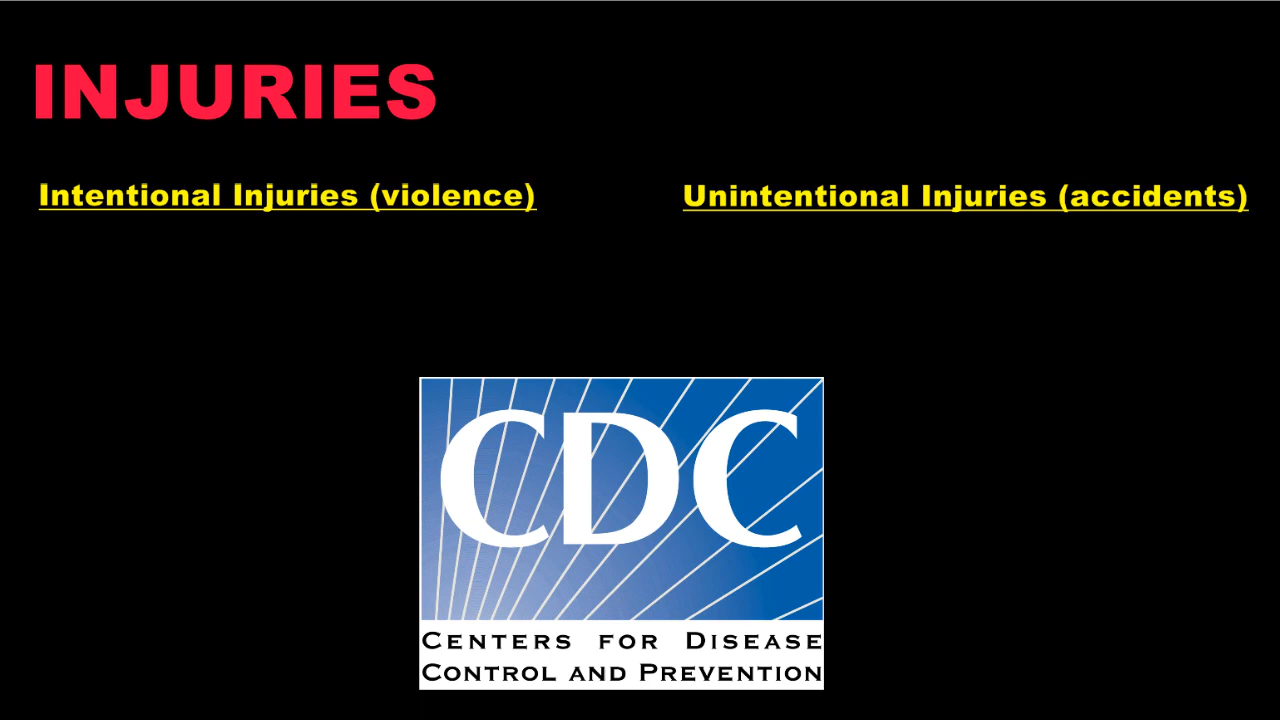 INJURIES
Intentional Injuries (violence)
Unintentional Injuries (accidents)
CDC
CENTERS FOR DISEASE
CONTROL AND PREVENTION